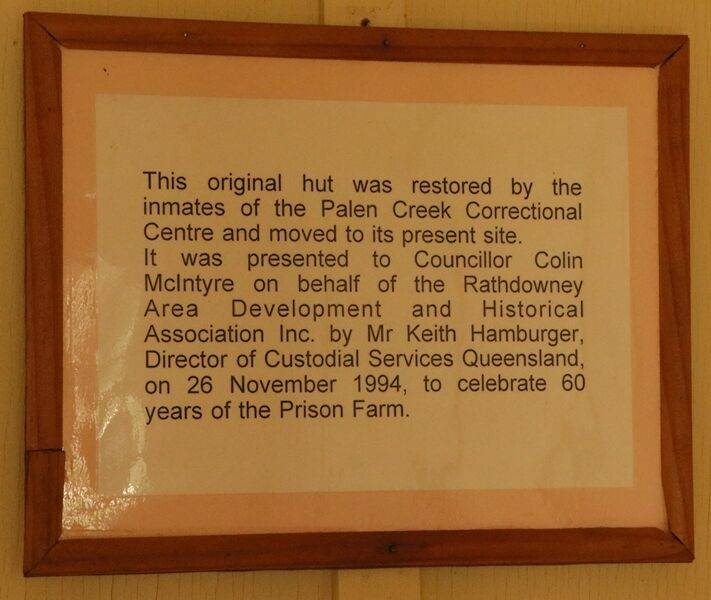 This original hut was restored by the
inmates of the Palen Creek Correctional
Centre and moved to its present site.
It was presented to Councillor Colin
McIntyre on behalf of the Rathdowney
Area Development and Historical
Association Inc. by Mr Keith Hamburger,
Director of Custodial Services Queensland,
on 26 November 1994, to celebrate 60
years of the Prison Farm.